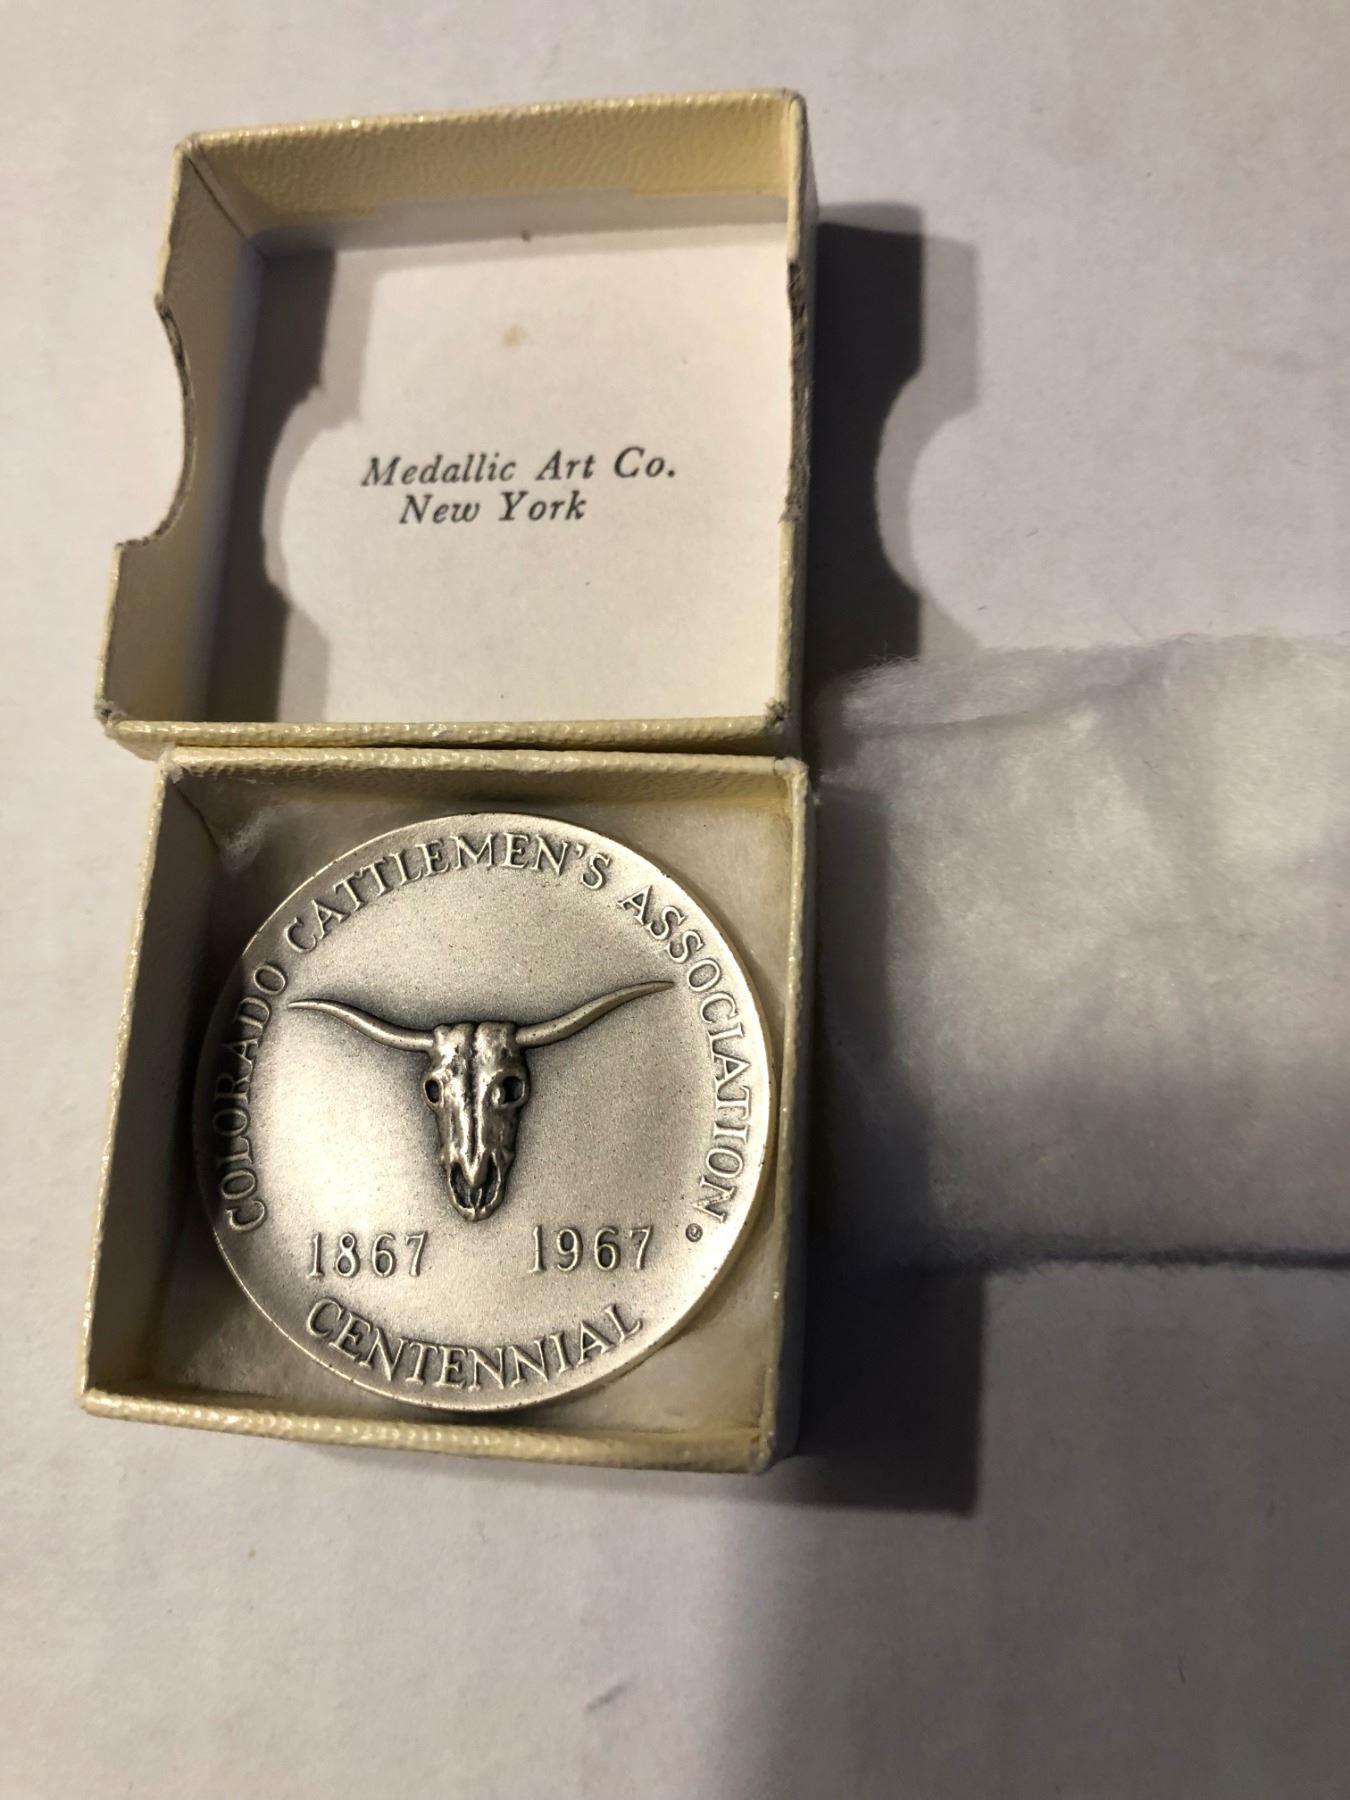 Medallic Art Co.
New York
COLORADO CATTLEMEN'S ASSOCIATION
©
1867 1967
CENTENNIAL